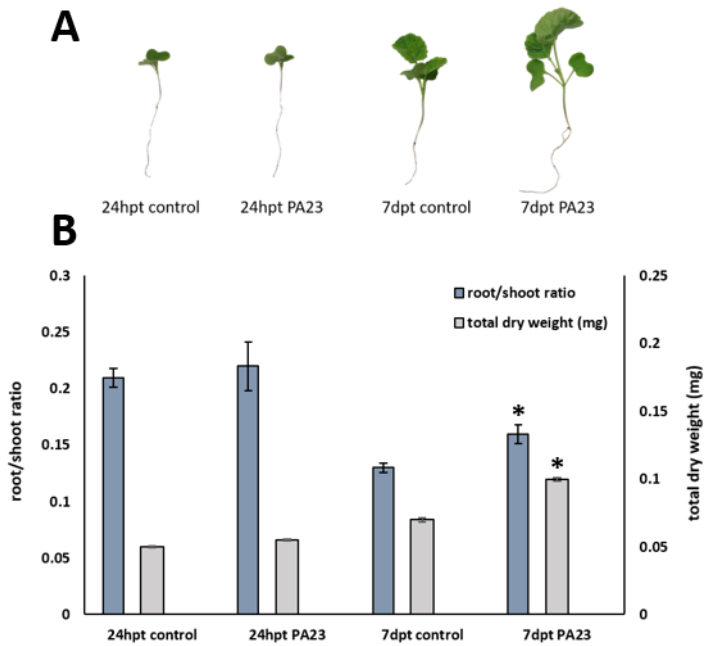 A
24hpt control
24hpt PA23
7dpt control
7dpt PA23
B
0.3
0.25
0.2
0.15
0.1
0.05
0
root/shoot ratio
root/shoot ratio
total dry weight (mg)
*
*
0.25
0.2
0.15
0.1
0.05
0
total dry weight (mg)
24hpt control
24hpt PA23
7dpt control
7dpt PA23